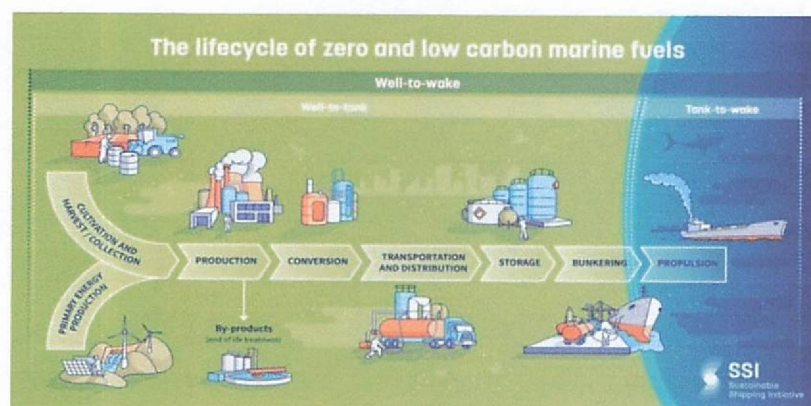 The lifecycle of zero and low carbon marine fuels
Well-to-wake
Well-to-tank
Tank-to-wake
CULTIVATION AND
HARVEST / COLLECTION
PRIMARY ENERGY
PRODUCTION
PRODUCTION
CONVERSION
TRANSPORTATION
AND DISTRIBUTION
STORAGE
BUNKERING
PROPULSION
By-products
(end of life treatment)
SSI
Sustainable
Shipping Initiative